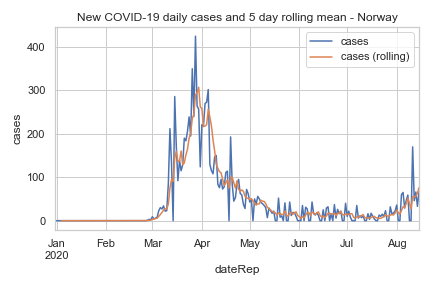 New COVID-19 daily cases and 5 day rolling mean - Norway
cases
cases (rolling)
400
300
200
100
0
cases
Jan Feb Mar Apr May Jun Jul Aug
2020
dateRep